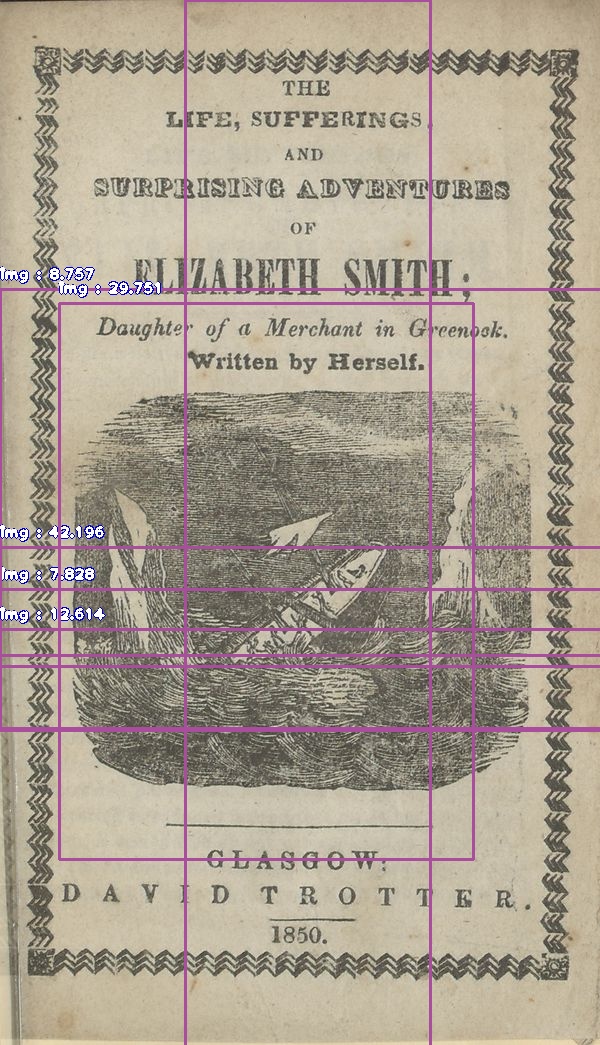 THE
LIFE, SUFFERINGS,
AND
SURPRISING ADVENTURES
OF
ELIZABETH SMITH;
Img : 8.757
Img : 29.751
Daughter of a Merchant in Greenock.
Written by Herself.
Img : 42.196
Img : 7.828
Img : 12.614
GLASGOW:
DAVID TROTTER.
1850.